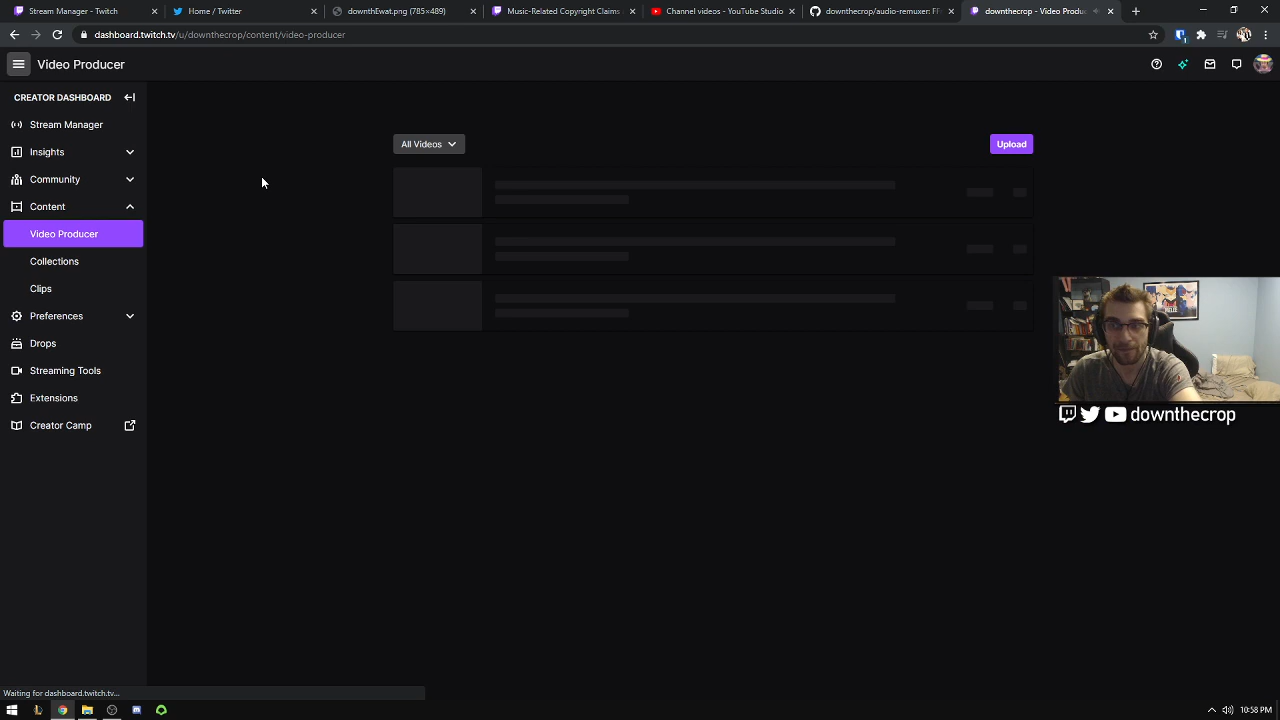 Stream Manager - Twitch
Home / Twitter
downthEwat.png (785×489)
Music-Related Copyright Claims
Channel videos - YouTube Studio
downthecrop/audio-remuxer: FF
downthecrop - Video Produ
dashboard.twitch.tv/u/downthecrop/content/video-producer
Video Producer
CREATOR DASHBOARD
Stream Manager
Insights
Community
Content
Video Producer
Collections
Clips
Preferences
Drops
Streaming Tools
Extensions
Creator Camp
All Videos
Upload
downthecrop
Waiting for dashboard.twitch.tv...
10:58 PM